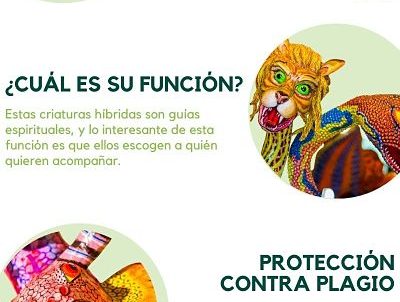 ¿CUÁL ES SU FUNCIÓN?
Estas criaturas híbridas son guías
espirituales, y lo interesante de esta
función es que ellos escogen a quién
quieren acompañar.
PROTECCIÓN
CONTRA PLAGIO